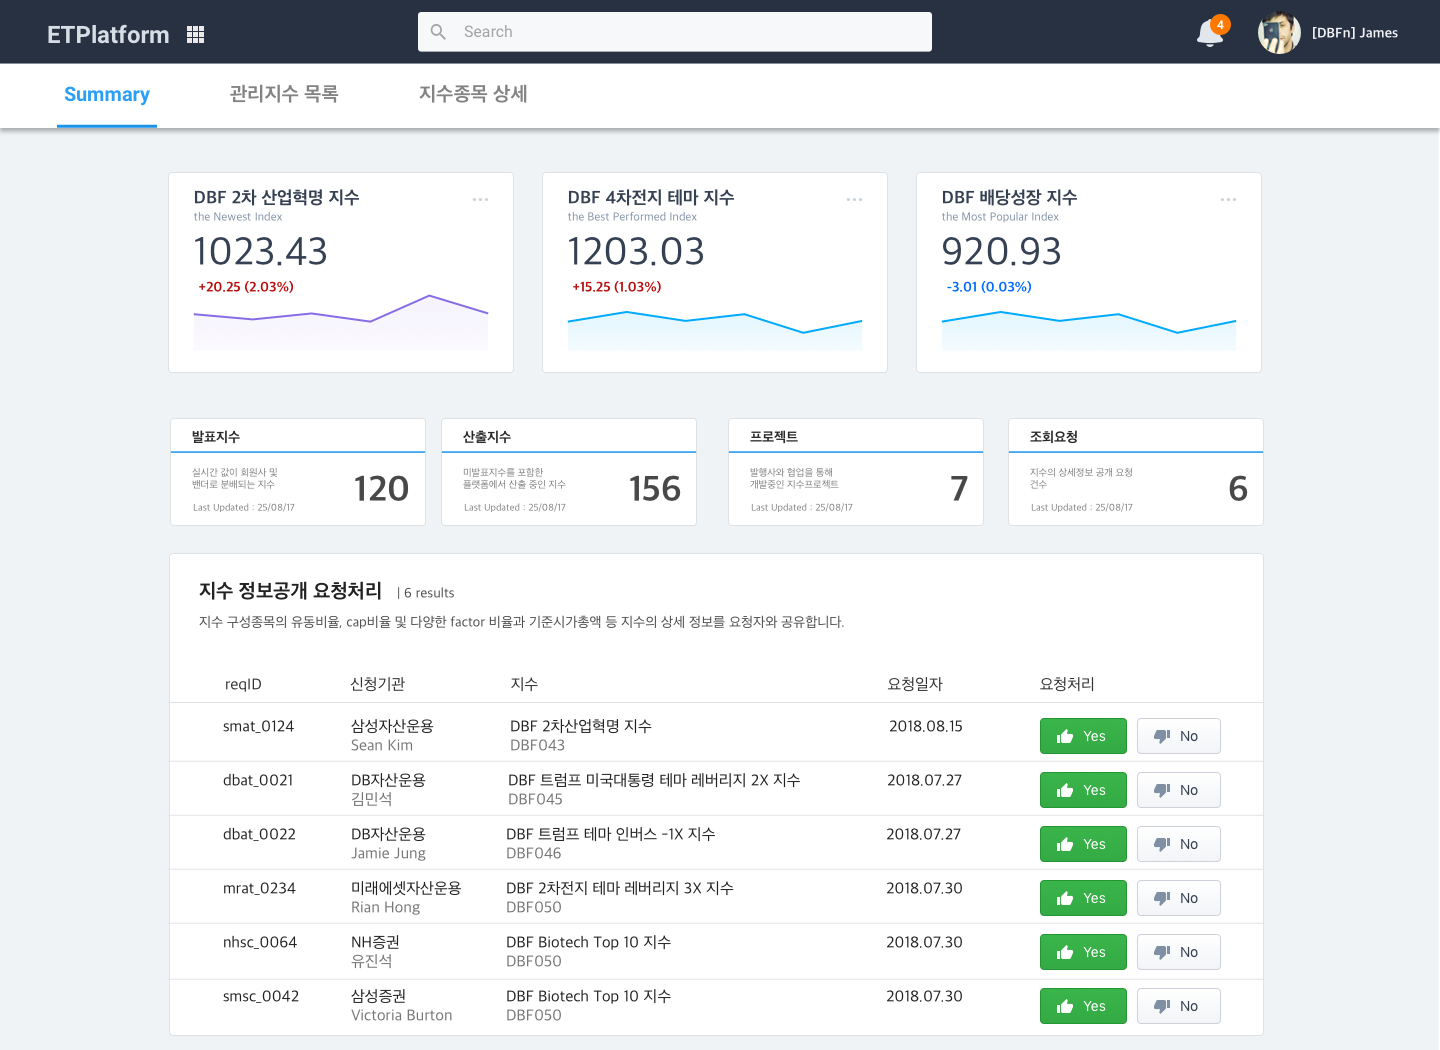 ETPlatform
Search
4
[DBFn] James
Summary
관리지수 목록
지수종목 상세
DBF 2차 산업혁명 지수
the Newest Index
1023.43
+20.25 (2.03%)
DBF 4차전지 테마 지수
the Best Performed Index
1203.03
+15.25 (1.03%)
DBF 배당성장 지수
the Most Popular Index
920.93
-3.01 (0.03%)
발표지수
실시간 값이 회원사 및
밴더로 분배되는 지수
120
Last Updated : 25/08/17
산출지수
미발표지수를 포함한
플랫폼에서 산출 중인 지수
156
Last Updated : 25/08/17
프로젝트
발행사와 협업을 통해
개발중인 지수프로젝트
7
Last Updated : 25/08/17
조회요청
지수의 상세정보 공개 요청
건수
6
Last Updated : 25/08/17
지수 정보공개 요청처리 | 6 results
지수 구성종목의 유동비율, cap비율 및 다양한 factor 비율과 기준시가총액 등 지수의 상세 정보를 요청자와 공유합니다.
reqID 신청기관 지수 요청일자 요청처리
smat_0124 삼성자산운용 DBF 2차산업혁명 지수 2018.08.15 Yes No
Sean Kim DBF043
dbat_0021 DB자산운용 DBF 트럼프 미국대통령 테마 레버리지 2X 지수 2018.07.27 Yes No
김민석 DBF045
dbat_0022 DB자산운용 DBF 트럼프 테마 인버스 -1X 지수 2018.07.27 Yes No
Jamie Jung DBF046
mrat_0234 미래에셋자산운용 DBF 2차전지 테마 레버리지 3X 지수 2018.07.30 Yes No
Rian Hong DBF050
nhsc_0064 NH증권 DBF Biotech Top 10 지수 2018.07.30 Yes No
유진석 DBF050
smsc_0042 삼성증권 DBF Biotech Top 10 지수 2018.07.30 Yes No
Victoria Burton DBF050